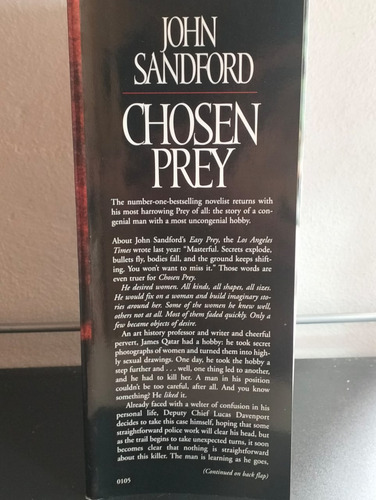 JOHN
SANDFORD
CHOSEN
PREY
The number-one-bestselling novelist returns with
his most harrowing Prey of all: the story of a con-
genial man with a most uncongenial hobby.
About John Sandford's Easy Prey, the Los Angeles
Times wrote last year: "Masterful. Secrets explode,
bullets fly, bodies fall, and the ground keeps shift-
ing. You won't want to miss it." Those words are
even truer for Chosen Prey.
He desired women. All kinds, all shapes, all sizes.
He would fix on a woman and build imaginary sto-
ries around her. Some of the women he knew well,
others not at all. Most of them faded quickly. Only a
few became objects of desire.
An art history professor and writer and cheerful
pervert, James Qatar had a hobby: he took secret
photographs of women and turned them into high-
ly sexual drawings. One day, he took the hobby a
step further and . . . well, one thing led to another,
and he had to kill her. A man in his position
couldn't be too careful, after all. And you know
something? He liked it.
Already faced with a welter of confusion in his
personal life, Deputy Chief Lucas Davenport
decides to take this case himself, hoping that some
straightforward police work will clear his head, but
as the trail begins to take unexpected turns, it soon
becomes clear that nothing is straightforward
about this killer. The man is learning as he goes,
(Continued on back flap)
0105